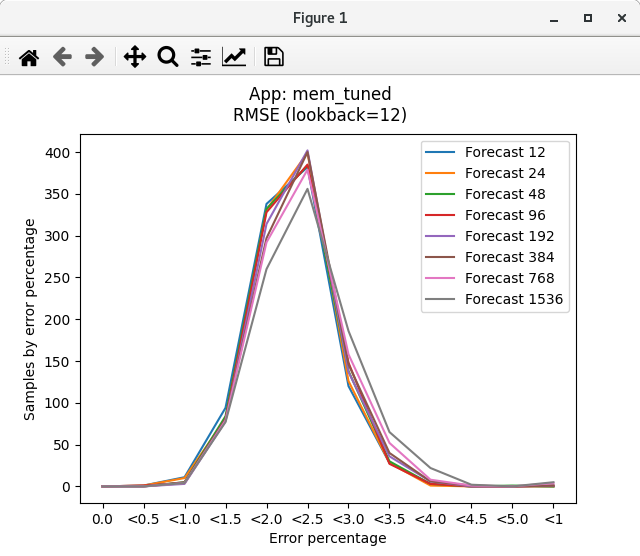 Figure 1
App: mem_tuned
RMSE (lookback=12)
Samples by error percentage
400
350
300
250
200
150
100
50
0
Forecast 12
Forecast 24
Forecast 48
Forecast 96
Forecast 192
Forecast 384
Forecast 768
Forecast 1536
0.0 <0.5 <1.0 <1.5 <2.0 <2.5 <3.0 <3.5 <4.0 <4.5 <5.0 <1
Error percentage